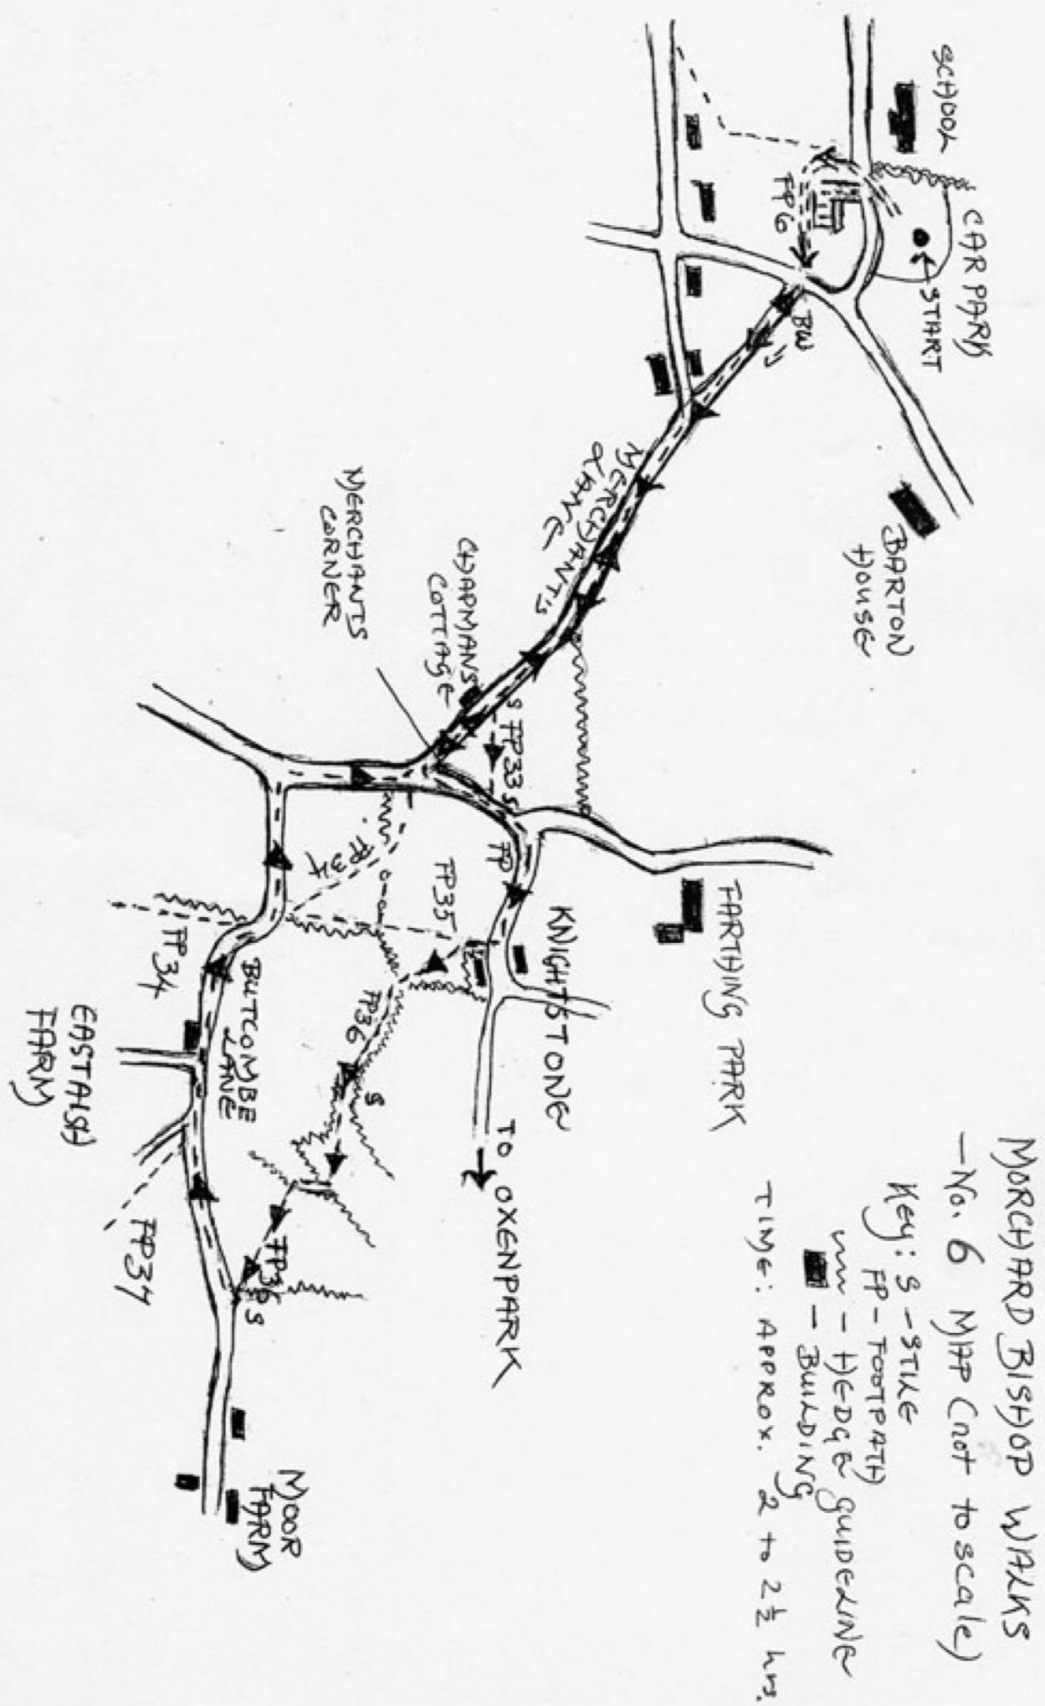 MORCHARD BISHOP WALKS
-No. 6 MAP (not to scale)
Key: S - STILE
FP - FOOTPATH
- HEDGE GUIDELINE
- BUILDING
TIME: APPROX. 2 to 2½ hrs.
SCHOOL
CAR PARK
START
FP6
BW
BARTON
HOUSE
MERCHANT'S
LANE
CHAPMANS
COTTAGE
MERCHANTS
CORNER
S
FP33
S
FP
FARTHING PARK
KNIGHTSTONE
TO OXENPARK
FP35
FP37
FP36
S
FP34
BUTCOMBE
LANE
EASTAISH
FARM
FP36
S
FP37
MOOR
FARM